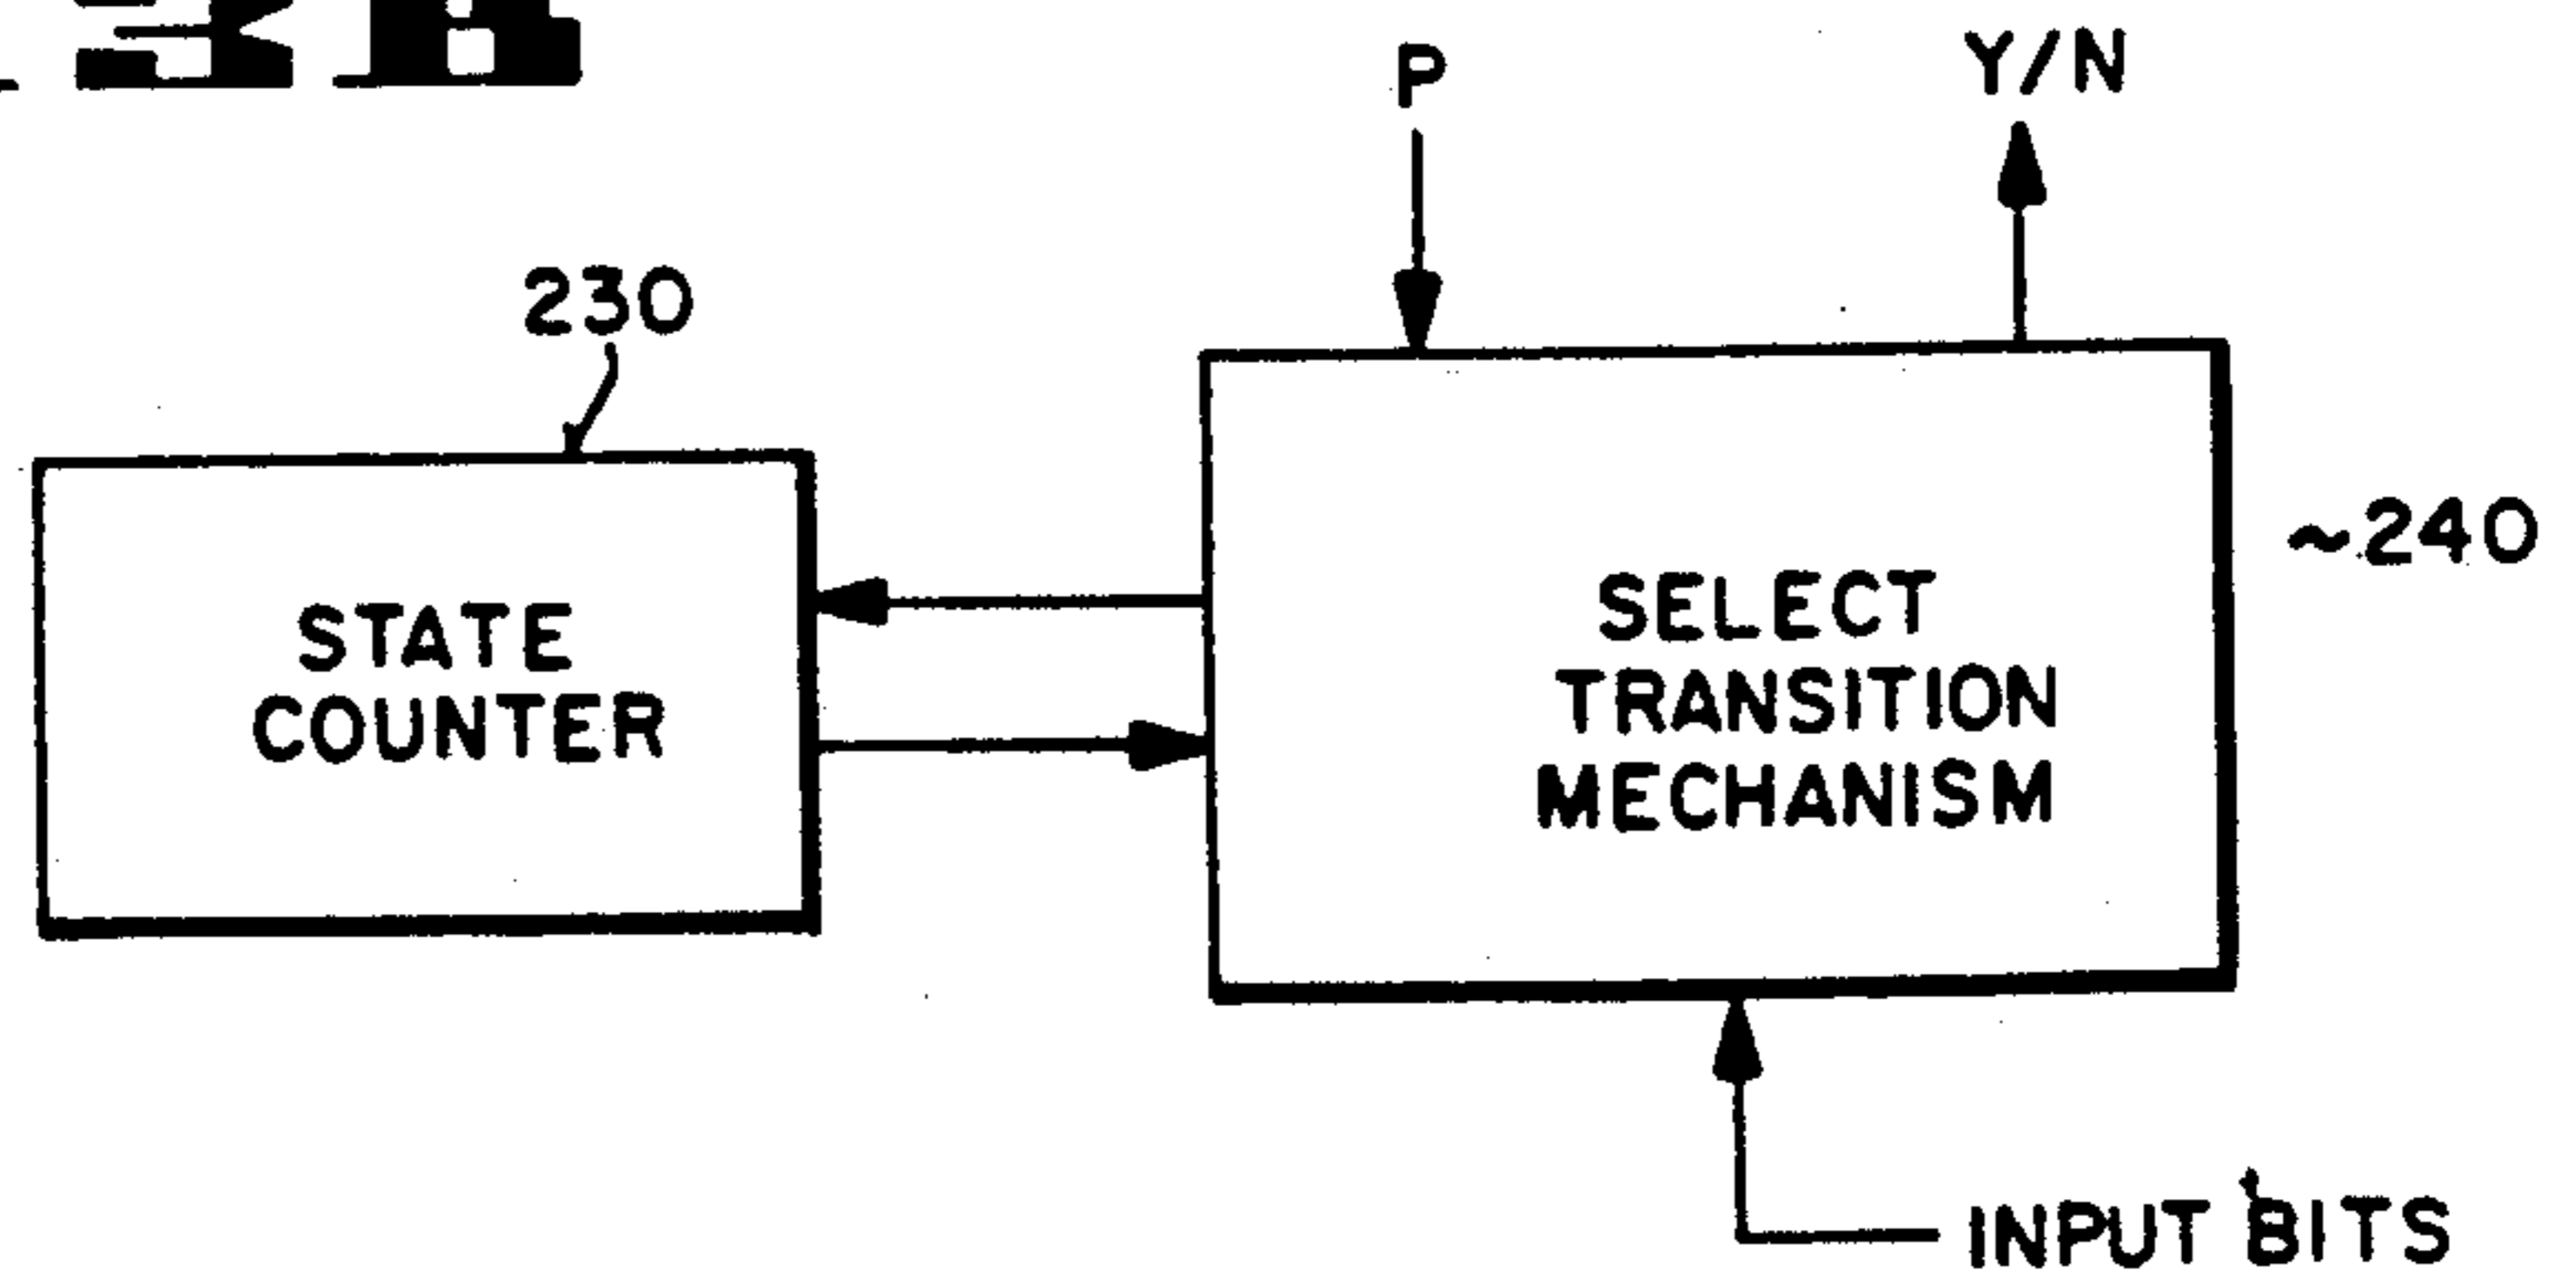 P
Y/N
230
~240
STATE
COUNTER
SELECT
TRANSITION
MECHANISM
INPUT BITS